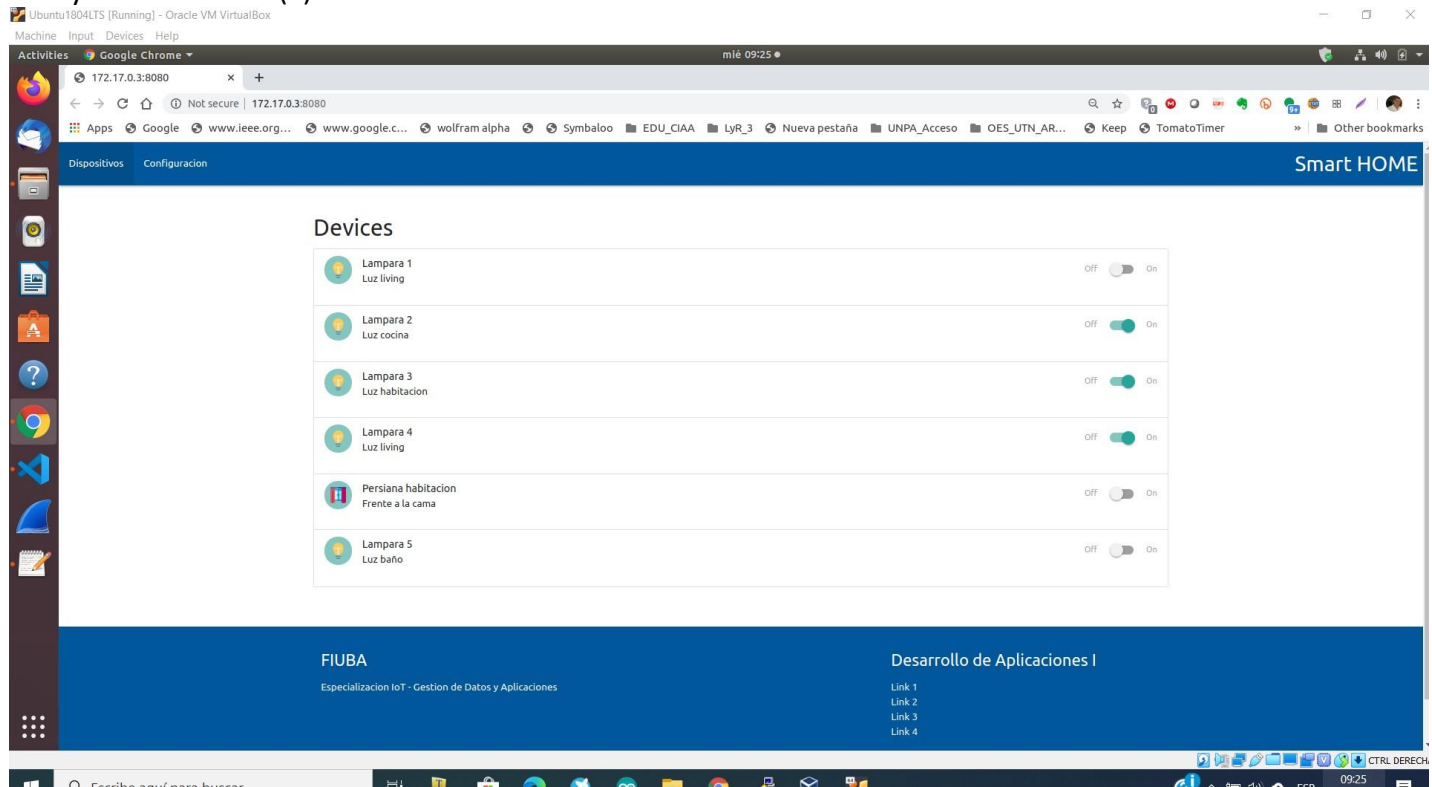 Ubuntu1804LTS [Running] - Oracle VM VirtualBox
Machine Input Devices Help
Activities Google Chrome mié 09:25
172.17.0.3:8080
Not secure | 172.17.0.3:8080
Apps Google www.ieee.org... www.google.c... wolfram alpha Symbaloo EDU_CIAA LyR_3 Nueva pestaña UNPA_Acceso OES_UTN_AR... Keep TomatoTimer » Other bookmarks
Dispositivos Configuracion Smart HOME
Devices
Lampara 1
Luz living
Off On
Lampara 2
Luz cocina
Off On
Lampara 3
Luz habitacion
Off On
Lampara 4
Luz living
Off On
Persiana habitacion
Frente a la cama
Off On
Lampara 5
Luz baño
Off On
FIUBA
Especializacion IoT - Gestion de Datos y Aplicaciones
Desarrollo de Aplicaciones I
Link 1
Link 2
Link 3
Link 4
CTRL DERECHA
Escribe aquí para buscar
ESP
09:25